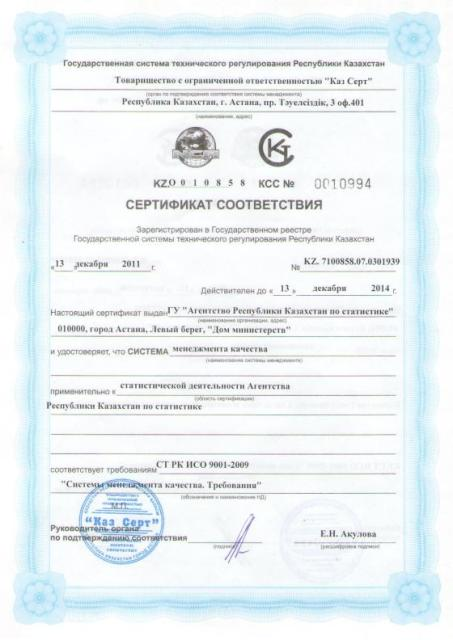 Государственная система технического регулирования Республики Казахстан
Товарищество с ограниченной ответственностью "Каз Серт"
(орган по подтверждению соответствия системы менеджмента)
Республика Казахстан, г. Астана, пр. Тәуелсіздік, 3 оф.401
(наименование, адрес)
KZ.O 0 1 0 8 5 8 КСС № 0010994
СЕРТИФИКАТ СООТВЕТСТВИЯ
Зарегистрирован в Государственном реестре
Государственной системы технического регулирования Республики Казахстан
«13 » декабря 2011 г. № KZ. 7100858.07.0301939
Действителен до « 13 » декабря 2014 г.
Настоящий сертификат выдан ГУ "Агентство Республики Казахстан по статистике"
(наименование организации, адрес)
010000, город Астана, Левый берег, "Дом министерств"
и удостоверяет, что СИСТЕМА менеджмента качества
(наименование системы менеджмента)
применительно к статистической деятельности Агентства
(область сертификации)
Республики Казахстан по статистике
соответствует требованиям СТ РК ИСО 9001-2009
"Системы менеджмента качества. Требования"
(обозначение и наименование НД)
М.П.
"Каз Серт"
Руководитель органа
по подтверждению соответствия
(подпись)
Е.Н. Акулова
(расшифровка подписи)